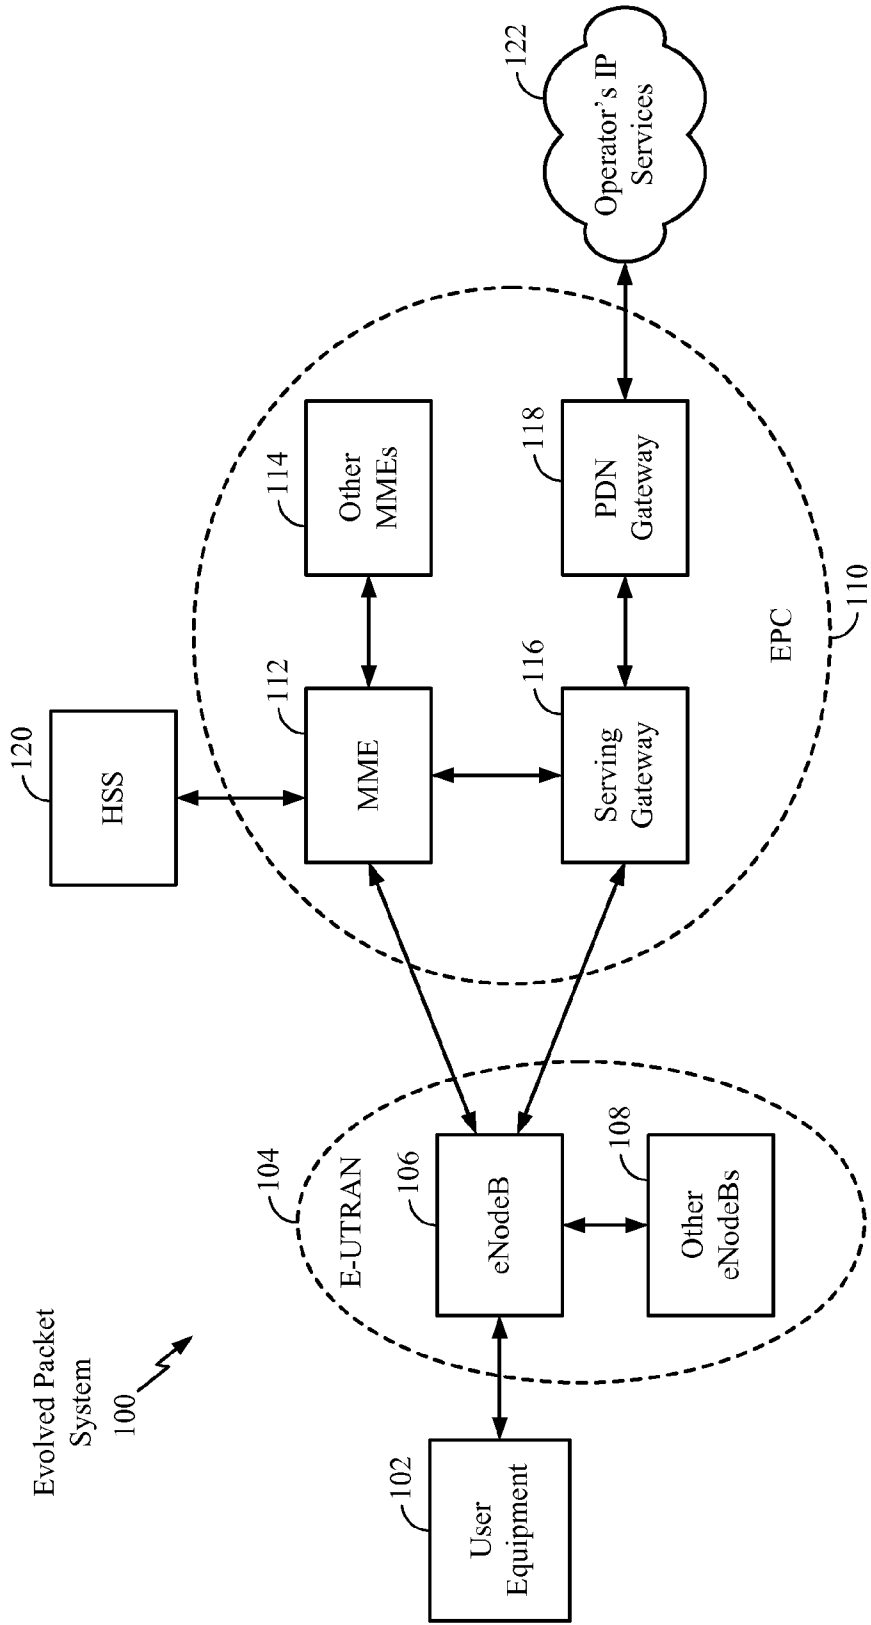 Evolved Packet
System
100
102
User
Equipment
104
E-UTRAN
106
eNodeB
108
Other
eNodeBs
120
HSS
112
MME
114
Other
MMEs
116
Serving
Gateway
118
PDN
Gateway
EPC
110
122
Operator's IP
Services